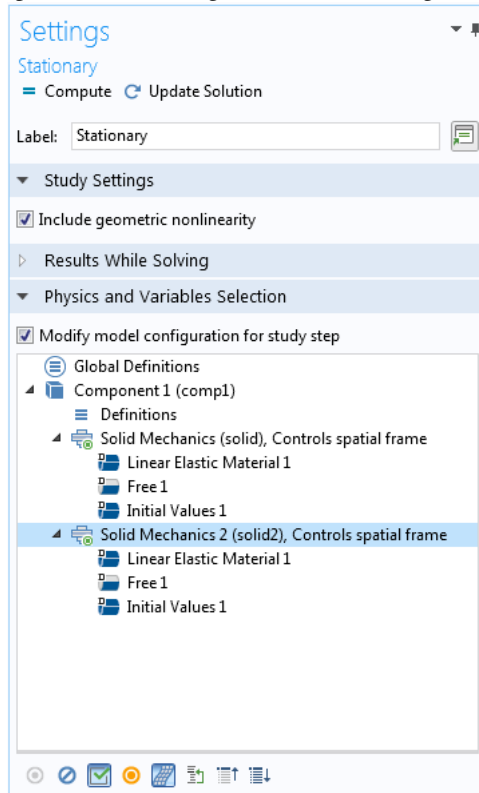 Settings
Stationary
= Compute Update Solution
Label: Stationary
Study Settings
Include geometric nonlinearity
Results While Solving
Physics and Variables Selection
Modify model configuration for study step
Global Definitions
Component 1 (comp1)
Definitions
Solid Mechanics (solid), Controls spatial frame
Linear Elastic Material 1
Free 1
Initial Values 1
Solid Mechanics 2 (solid2), Controls spatial frame
Linear Elastic Material 1
Free 1
Initial Values 1